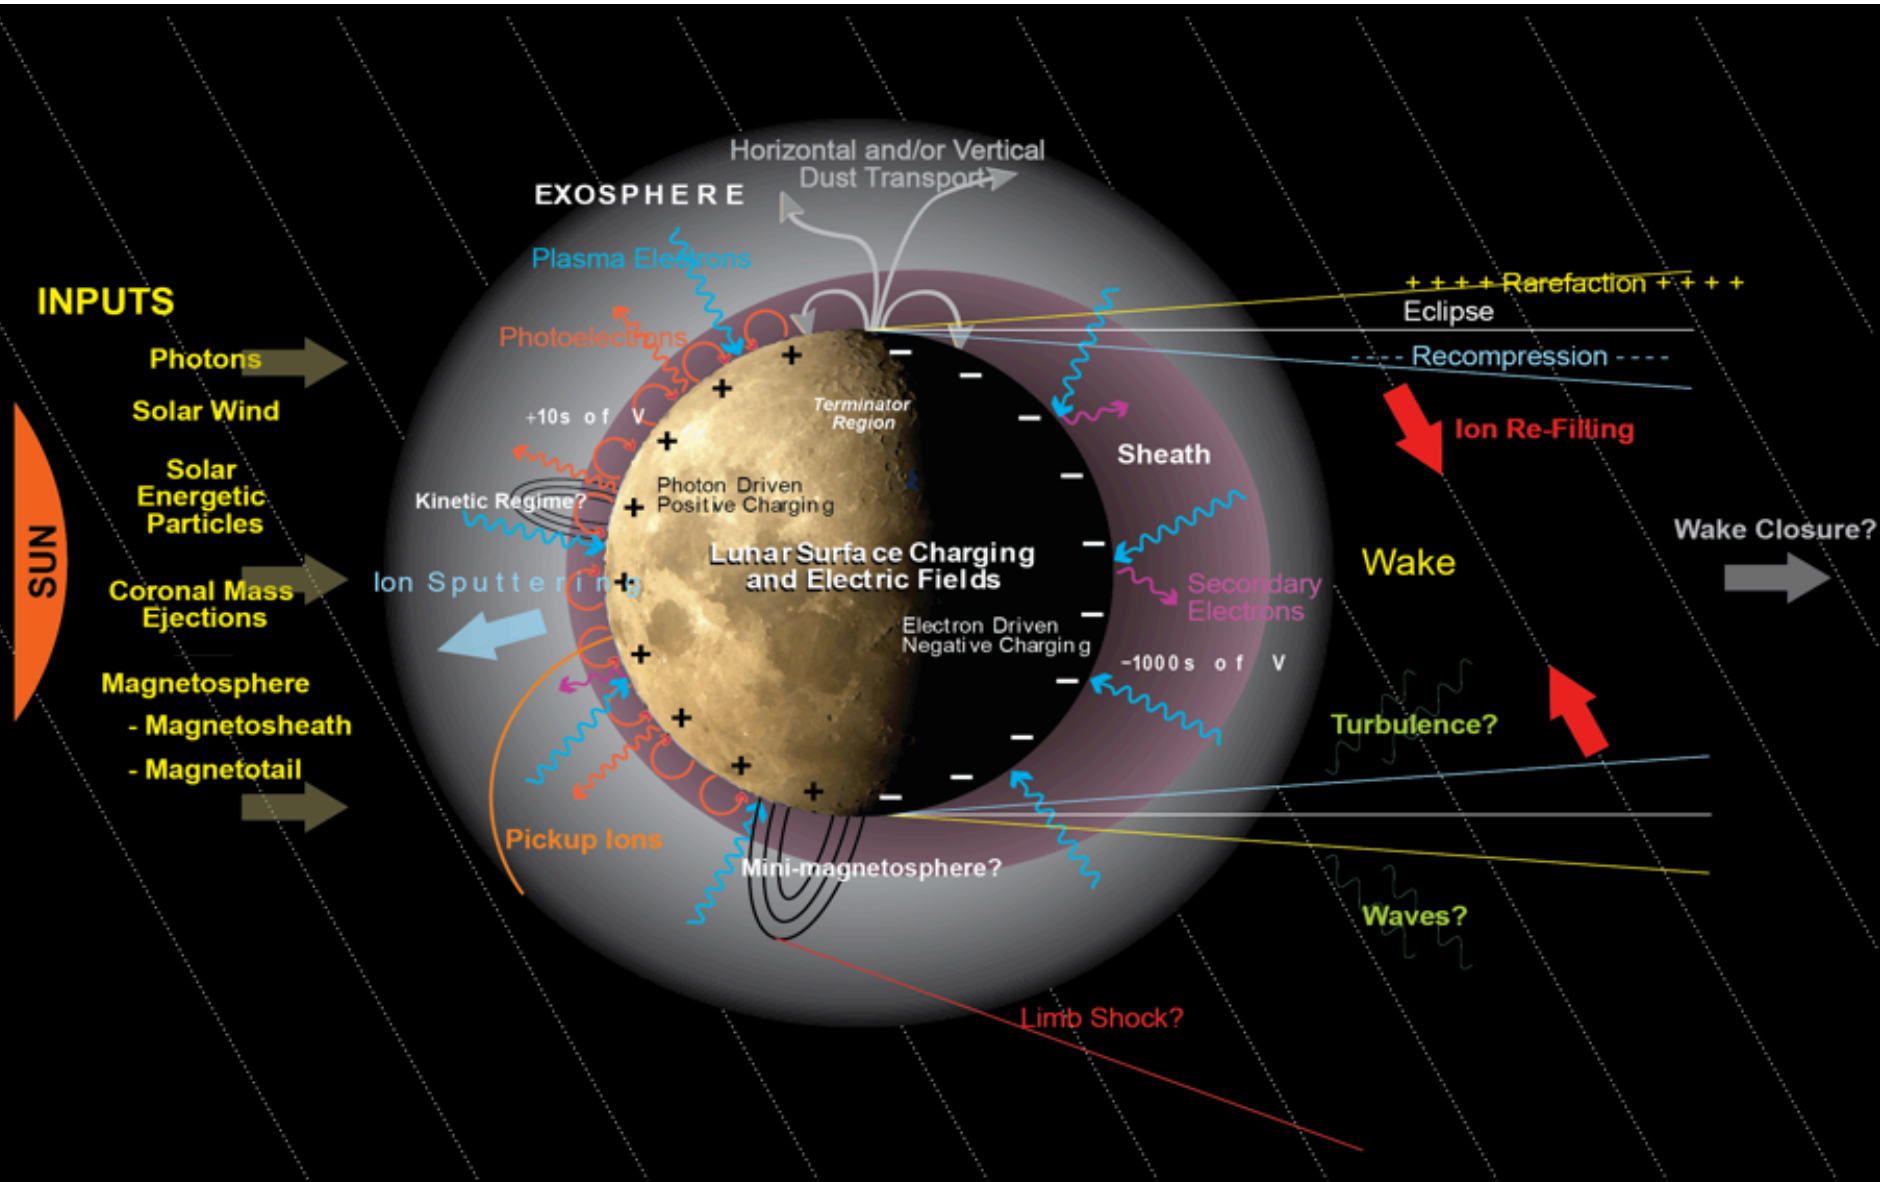 Horizontal and/or Vertical
Dust Transport
EXOSPHERE
Plasma Electrons
INPUTS
Photons
Solar Wind
Solar
Energetic
Particles
Coronal Mass
Ejections
Magnetosphere
- Magnetosheath
- Magnetotail
SUN
Photoelectrons
+10s of V
Kinetic Regime?
Ion Sputtering
Pickup Ions
Terminator
Region
Photon Driven
Positive Charging
Lunar Surface Charging
and Electric Fields
Electron Driven
Negative Charging
Mini-magnetosphere?
Limb Shock?
Sheath
Secondary
Electrons
-1000s of V
+ + + + Rarefaction + + + +
Eclipse
- - - - Recompression - - - -
Ion Re-Filling
Wake
Wake Closure?
Turbulence?
Waves?